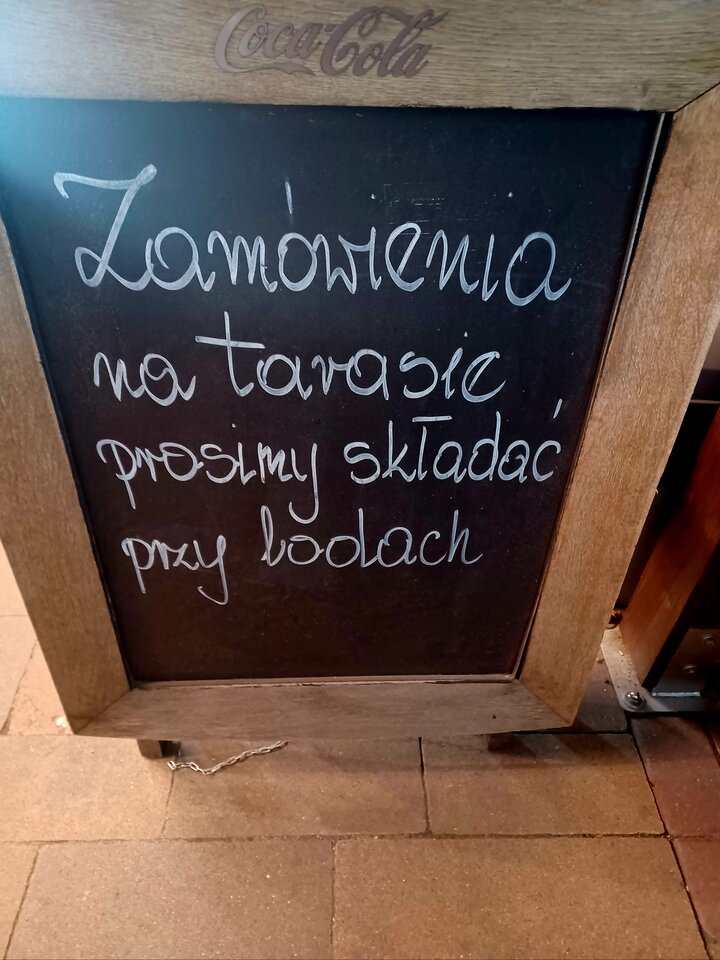 Coca-Cola
Zamówienia
na tarasie
prosimy składać
przy lodach